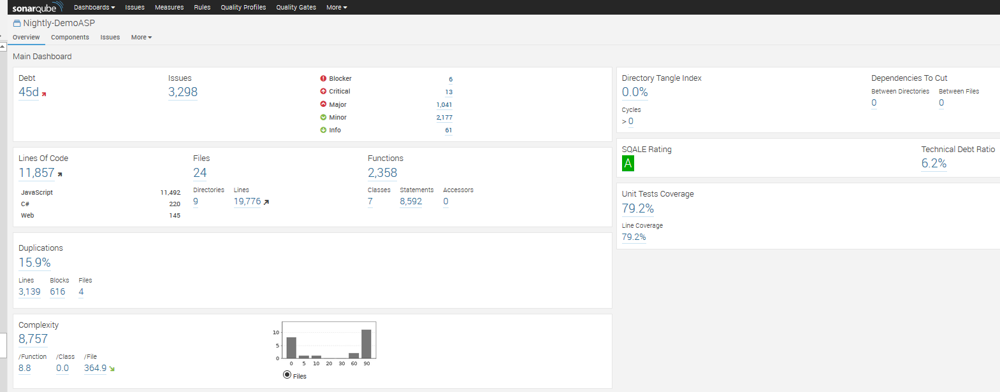 sonarqube Dashboards Issues Measures Rules Quality Profiles Quality Gates More
Nightly-DemoASP
Overview Components Issues More
Main Dashboard
Debt Issues
45d 3,298
Blocker 6
Critical 13
Major 1,041
Minor 2,177
Info 61
Lines Of Code Files Functions
11,857 24 2,358
JavaScript 11,492
C# 220
Web 145
Directories Lines
9 19,776
Classes Statements Accessors
7 8,592 0
Duplications
15.9%
Lines Blocks Files
3,139 616 4
Complexity
8,757
/Function /Class /File
8.8 0.0 364.9
10
5
0
0 5 10 20 30 60 90
Files
Directory Tangle Index Dependencies To Cut
0.0% Between Directories Between Files
0 0
Cycles
> 0
SQALE Rating Technical Debt Ratio
A 6.2%
Unit Tests Coverage
79.2%
Line Coverage
79.2%